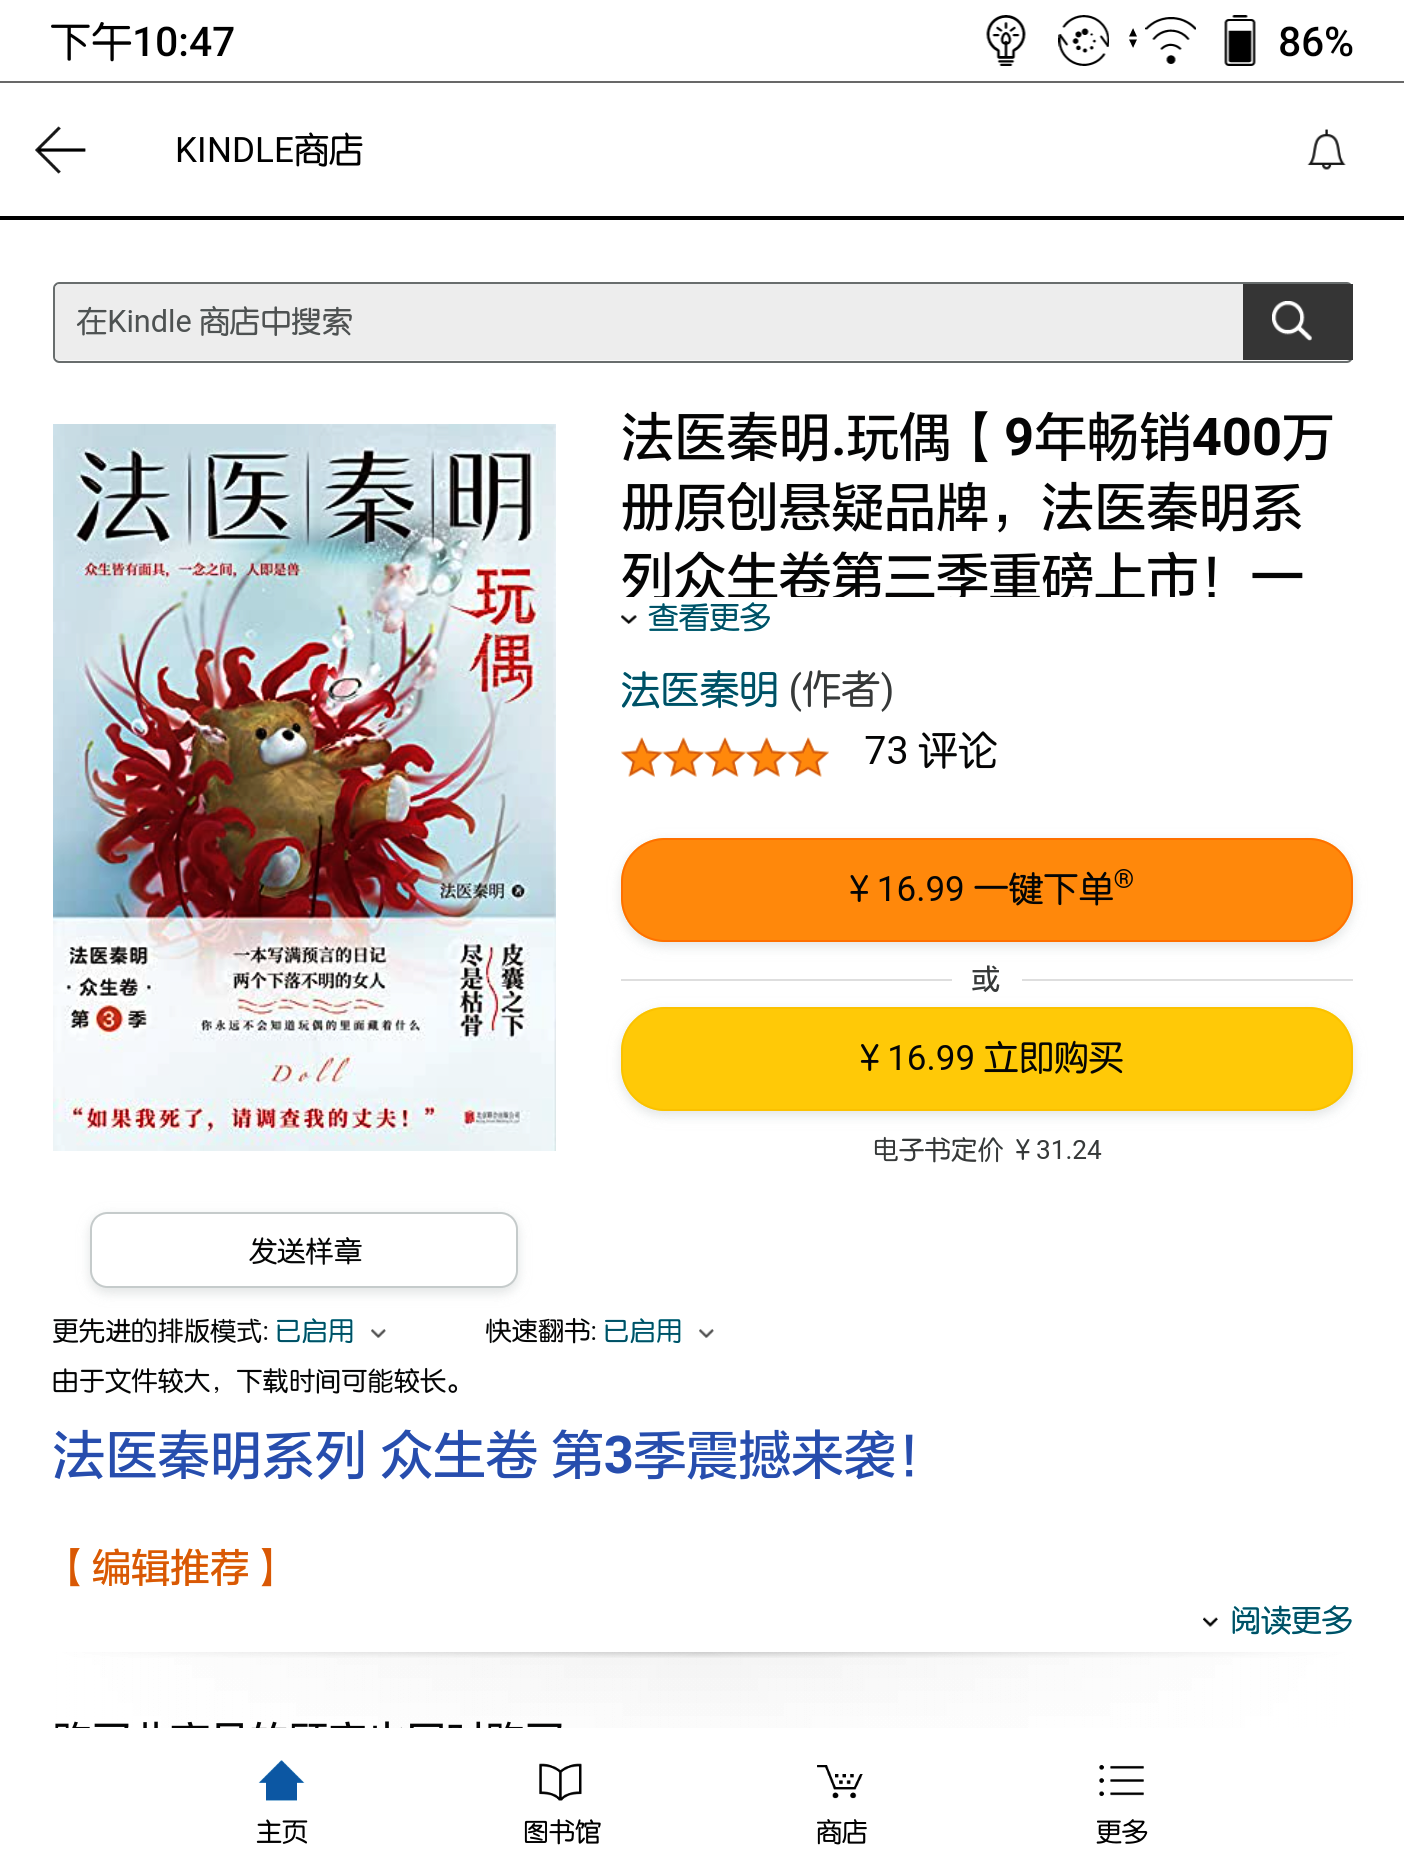 下午10:47
86%
KINDLE商店
在Kindle 商店中搜索
法医秦明
众生皆有面具，一念之间，人即是兽
玩偶
法医秦明 著
法医秦明
·众生卷·
第3季
一本写满预言的日记
两个下落不明的女人
你永远不会知道玩偶的里面藏着什么
皮囊之下
尽是枯骨
Doll
“如果我死了，请调查我的丈夫！”
法医秦明.玩偶【9年畅销400万
册原创悬疑品牌，法医秦明系
列众生卷第三季重磅上市！一
查看更多
法医秦明 (作者)
73 评论
￥16.99 一键下单®
或
￥16.99 立即购买
电子书定价 ￥31.24
发送样章
更先进的排版模式: 已启用
快速翻书: 已启用
由于文件较大，下载时间可能较长。
法医秦明系列 众生卷 第3季震撼来袭！
【编辑推荐】
阅读更多
主页
图书馆
商店
更多